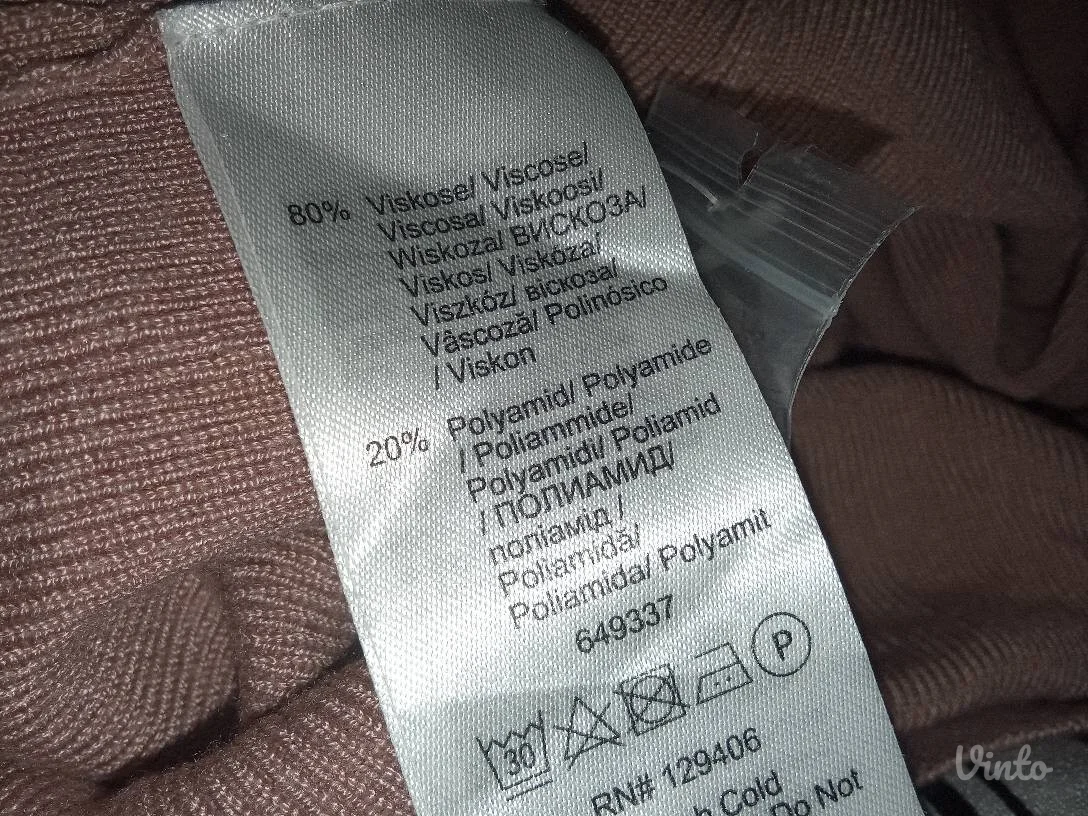 80% Viskose/ Viscose/
Viscosa/ Viskoosi/
Wiskoza/ ВИСКОЗА/
Viskos/ Viskóza/
Viszkóz/ віскоза/
Vâscoză/ Polinósico
/ Viskon
20% Polyamid/ Polyamide
/ Poliammide/
Polyamidi/ Poliamid
/ ПОЛИАМИД/
поліамід /
Poliamidă/
Poliamida/ Polyamit
649337
30 P
RN# 129406
Cold
Do Not
Vinto